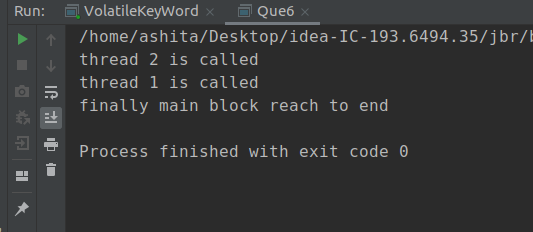 Run: VolatileKeyWord × Que6 ×
/home/ashita/Desktop/idea-IC-193.6494.35/jbr/
thread 2 is called
thread 1 is called
finally main block reach to end
Process finished with exit code 0